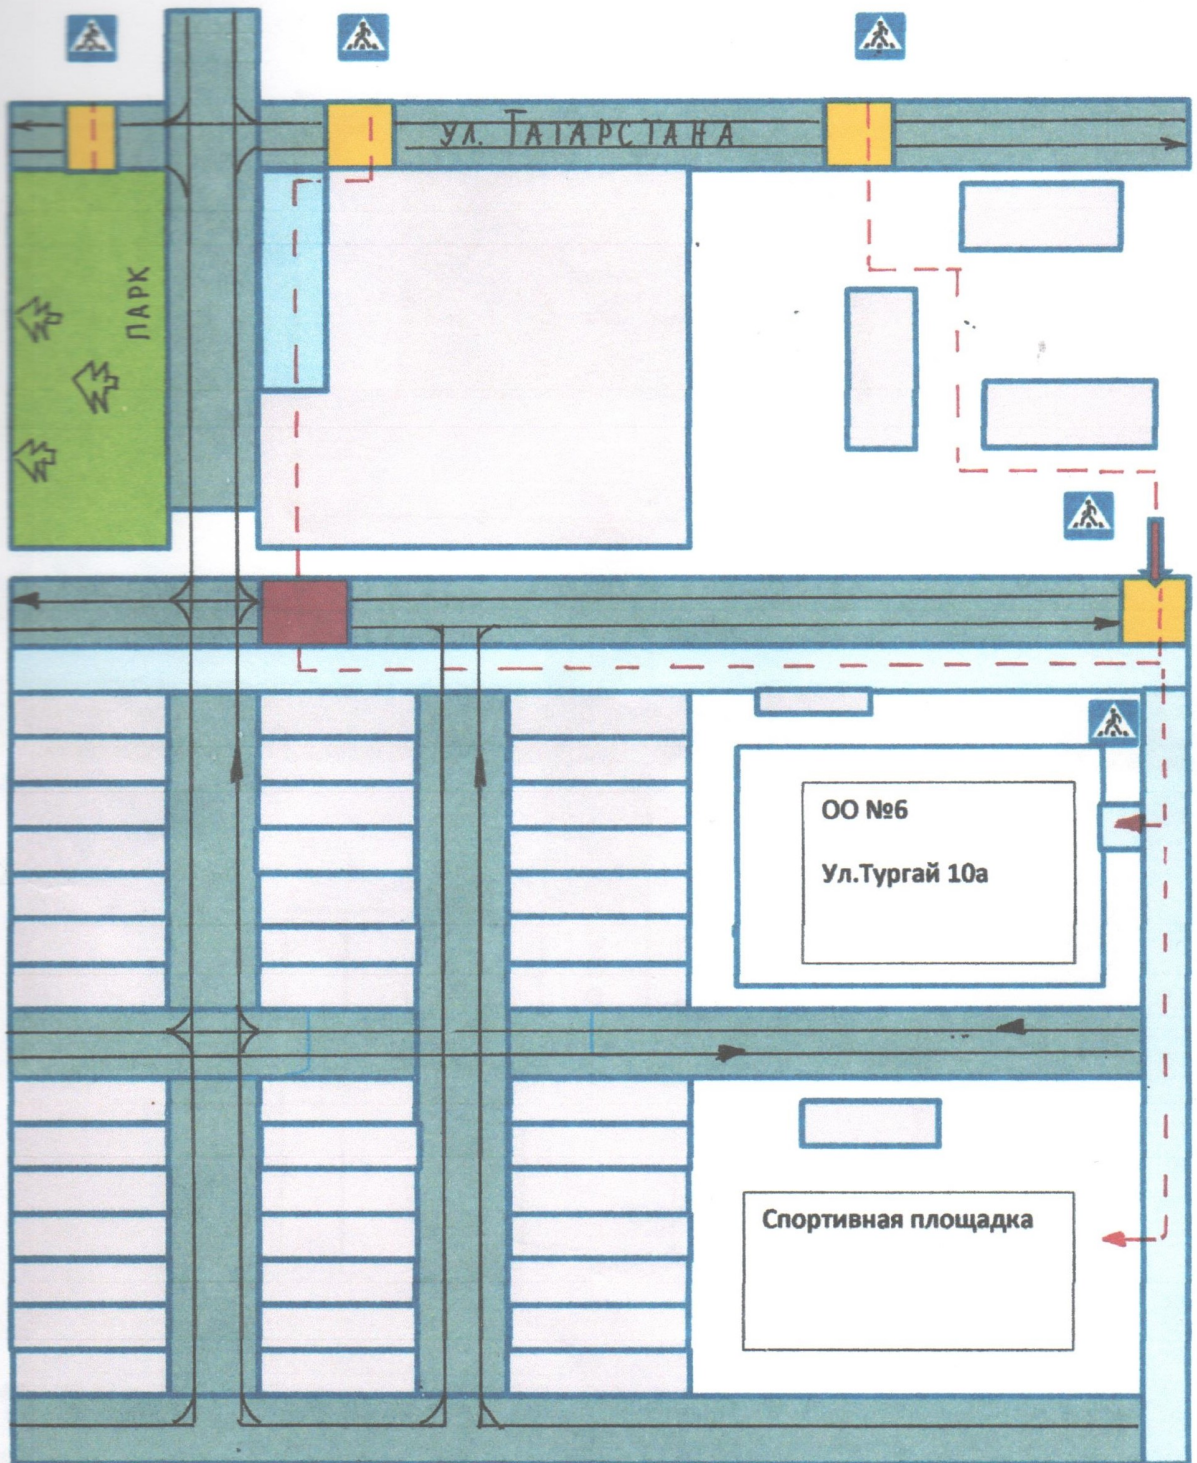 УЛ. ТАТАРСТАНА
ПАРК
ОО №6
Ул.Тургай 10а
Спортивная площадка